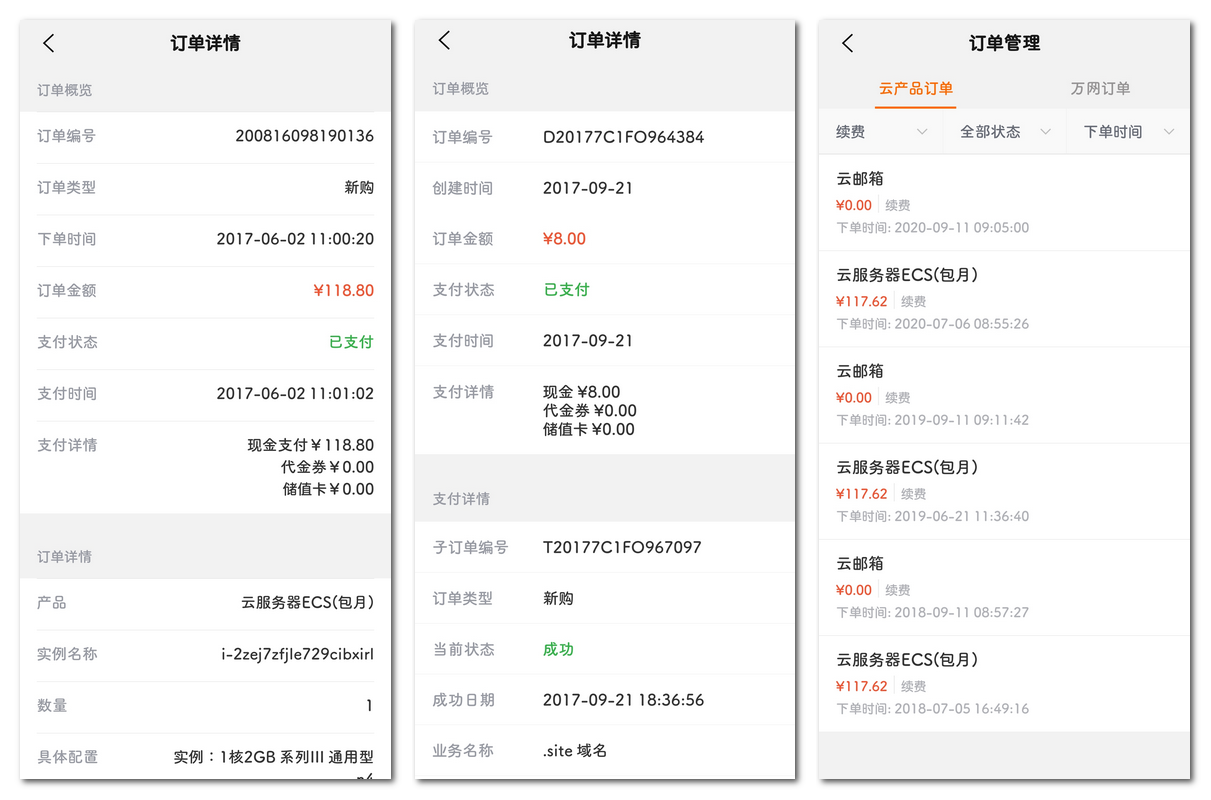 订单详情
订单概览
订单编号 200816098190136
订单类型 新购
下单时间 2017-06-02 11:00:20
订单金额 ¥118.80
支付状态 已支付
支付时间 2017-06-02 11:01:02
支付详情 现金支付￥118.80
代金券￥0.00
储值卡￥0.00
订单详情
产品 云服务器ECS(包月)
实例名称 i-2zej7zfjle729cibxirl
数量 1
具体配置 实例：1核2GB 系列III 通用型
订单详情
订单概览
订单编号 D20177C1FO964384
创建时间 2017-09-21
订单金额 ¥8.00
支付状态 已支付
支付时间 2017-09-21
支付详情 现金 ¥8.00
代金券 ¥0.00
储值卡 ¥0.00
支付详情
子订单编号 T20177C1FO967097
订单类型 新购
当前状态 成功
成功日期 2017-09-21 18:36:56
业务名称 .site 域名
订单管理
云产品订单 万网订单
续费 全部状态 下单时间
云邮箱
¥0.00 续费
下单时间: 2020-09-11 09:05:00
云服务器ECS(包月)
¥117.62 续费
下单时间: 2020-07-06 08:55:26
云邮箱
¥0.00 续费
下单时间: 2019-09-11 09:11:42
云服务器ECS(包月)
¥117.62 续费
下单时间: 2019-06-21 11:36:40
云邮箱
¥0.00 续费
下单时间: 2018-09-11 08:57:27
云服务器ECS(包月)
¥117.62 续费
下单时间: 2018-07-05 16:49:16